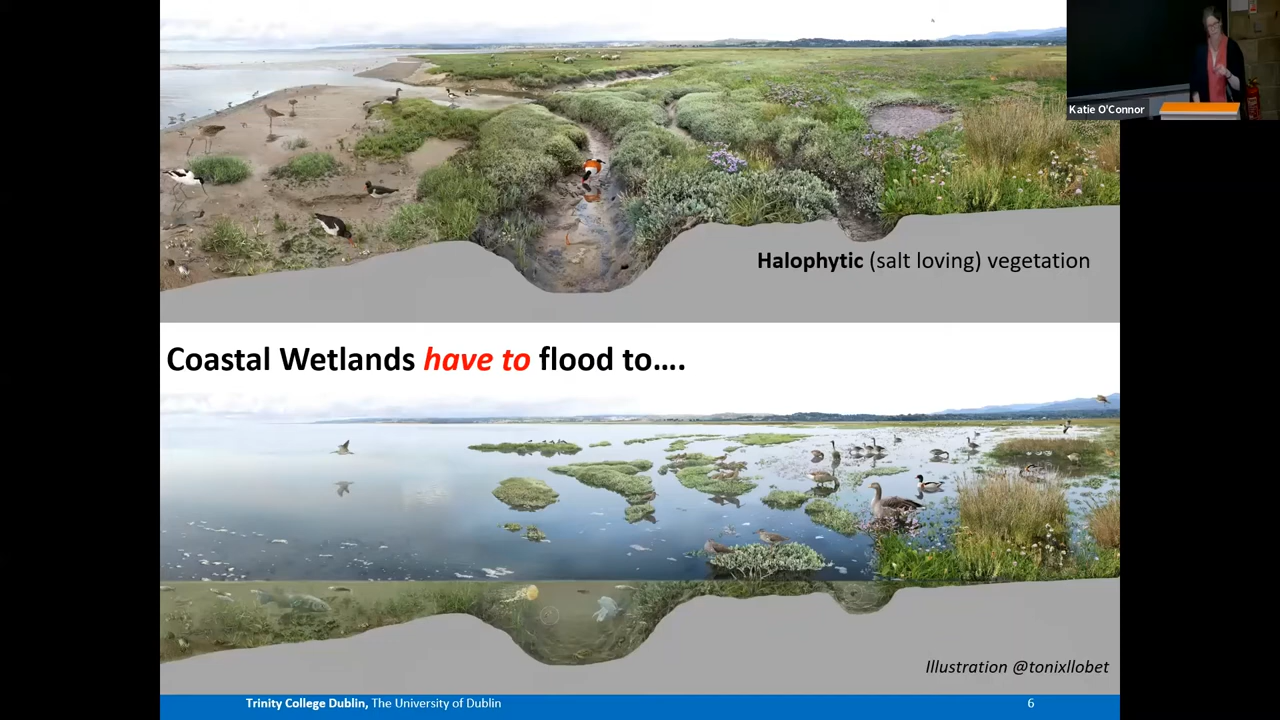 Katie O'Connor
Halophytic (salt loving) vegetation
Coastal Wetlands have to flood to....
Illustration @tonixllobet
Trinity College Dublin, The University of Dublin
6